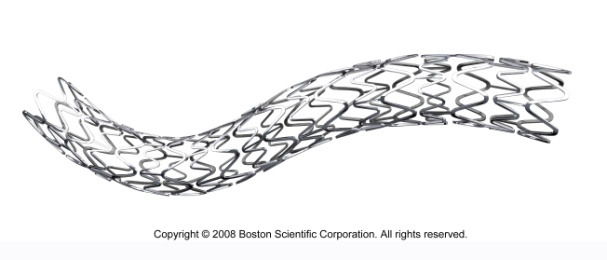 Copyright © 2008 Boston Scientific Corporation. All rights reserved.